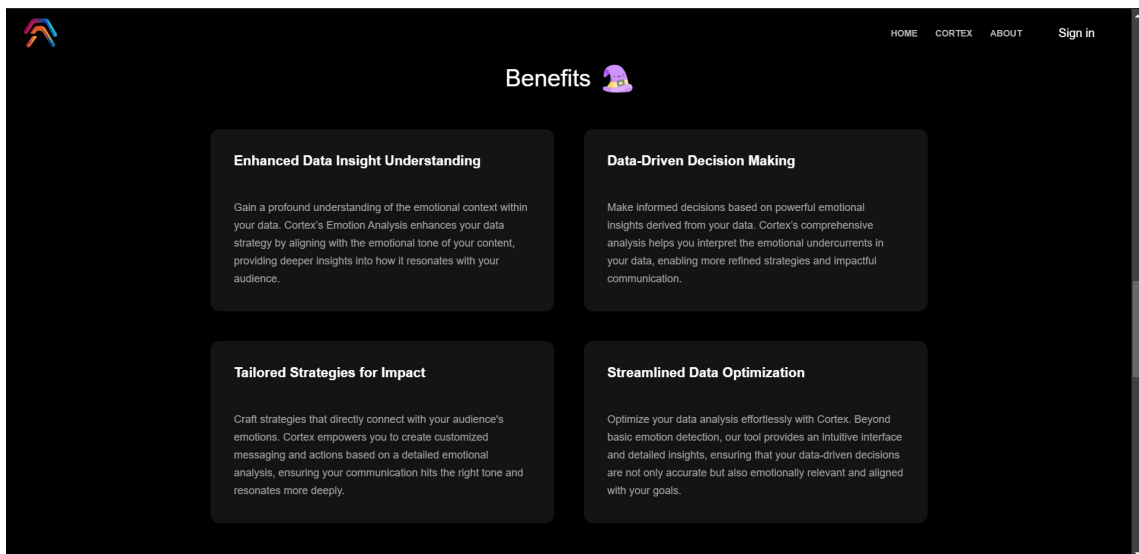 HOME CORTEX ABOUT Sign in
Benefits
Enhanced Data Insight Understanding
Gain a profound understanding of the emotional context within
your data. Cortex's Emotion Analysis enhances your data
strategy by aligning with the emotional tone of your content,
providing deeper insights into how it resonates with your
audience.
Data-Driven Decision Making
Make informed decisions based on powerful emotional
insights derived from your data. Cortex's comprehensive
analysis helps you interpret the emotional undercurrents in
your data, enabling more refined strategies and impactful
communication.
Tailored Strategies for Impact
Craft strategies that directly connect with your audience's
emotions. Cortex empowers you to create customized
messaging and actions based on a detailed emotional
analysis, ensuring your communication hits the right tone and
resonates more deeply.
Streamlined Data Optimization
Optimize your data analysis effortlessly with Cortex. Beyond
basic emotion detection, our tool provides an intuitive interface
and detailed insights, ensuring that your data-driven decisions
are not only accurate but also emotionally relevant and aligned
with your goals.